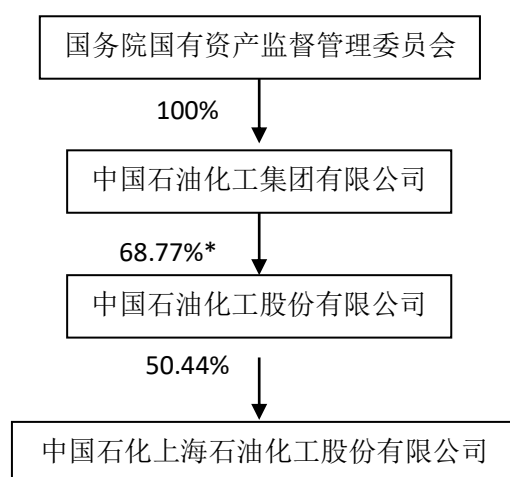 国务院国有资产监督管理委员会
100%
中国石油化工集团有限公司
68.77%*
中国石油化工股份有限公司
50.44%
中国石化上海石油化工股份有限公司